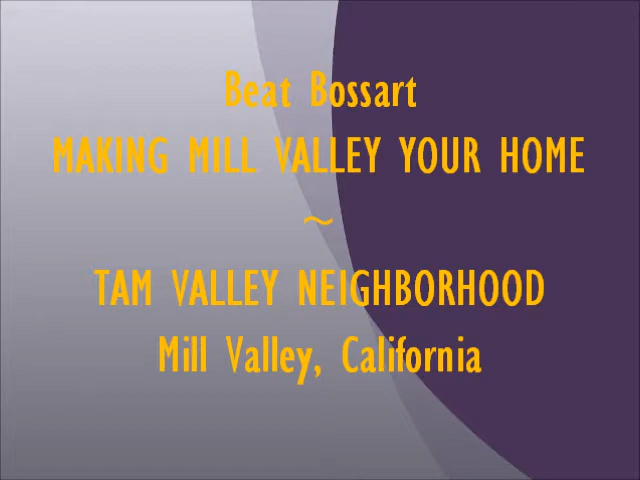 Beat Bossart
MAKING MILL VALLEY YOUR HOME
~
TAM VALLEY NEIGHBORHOOD
Mill Valley, California